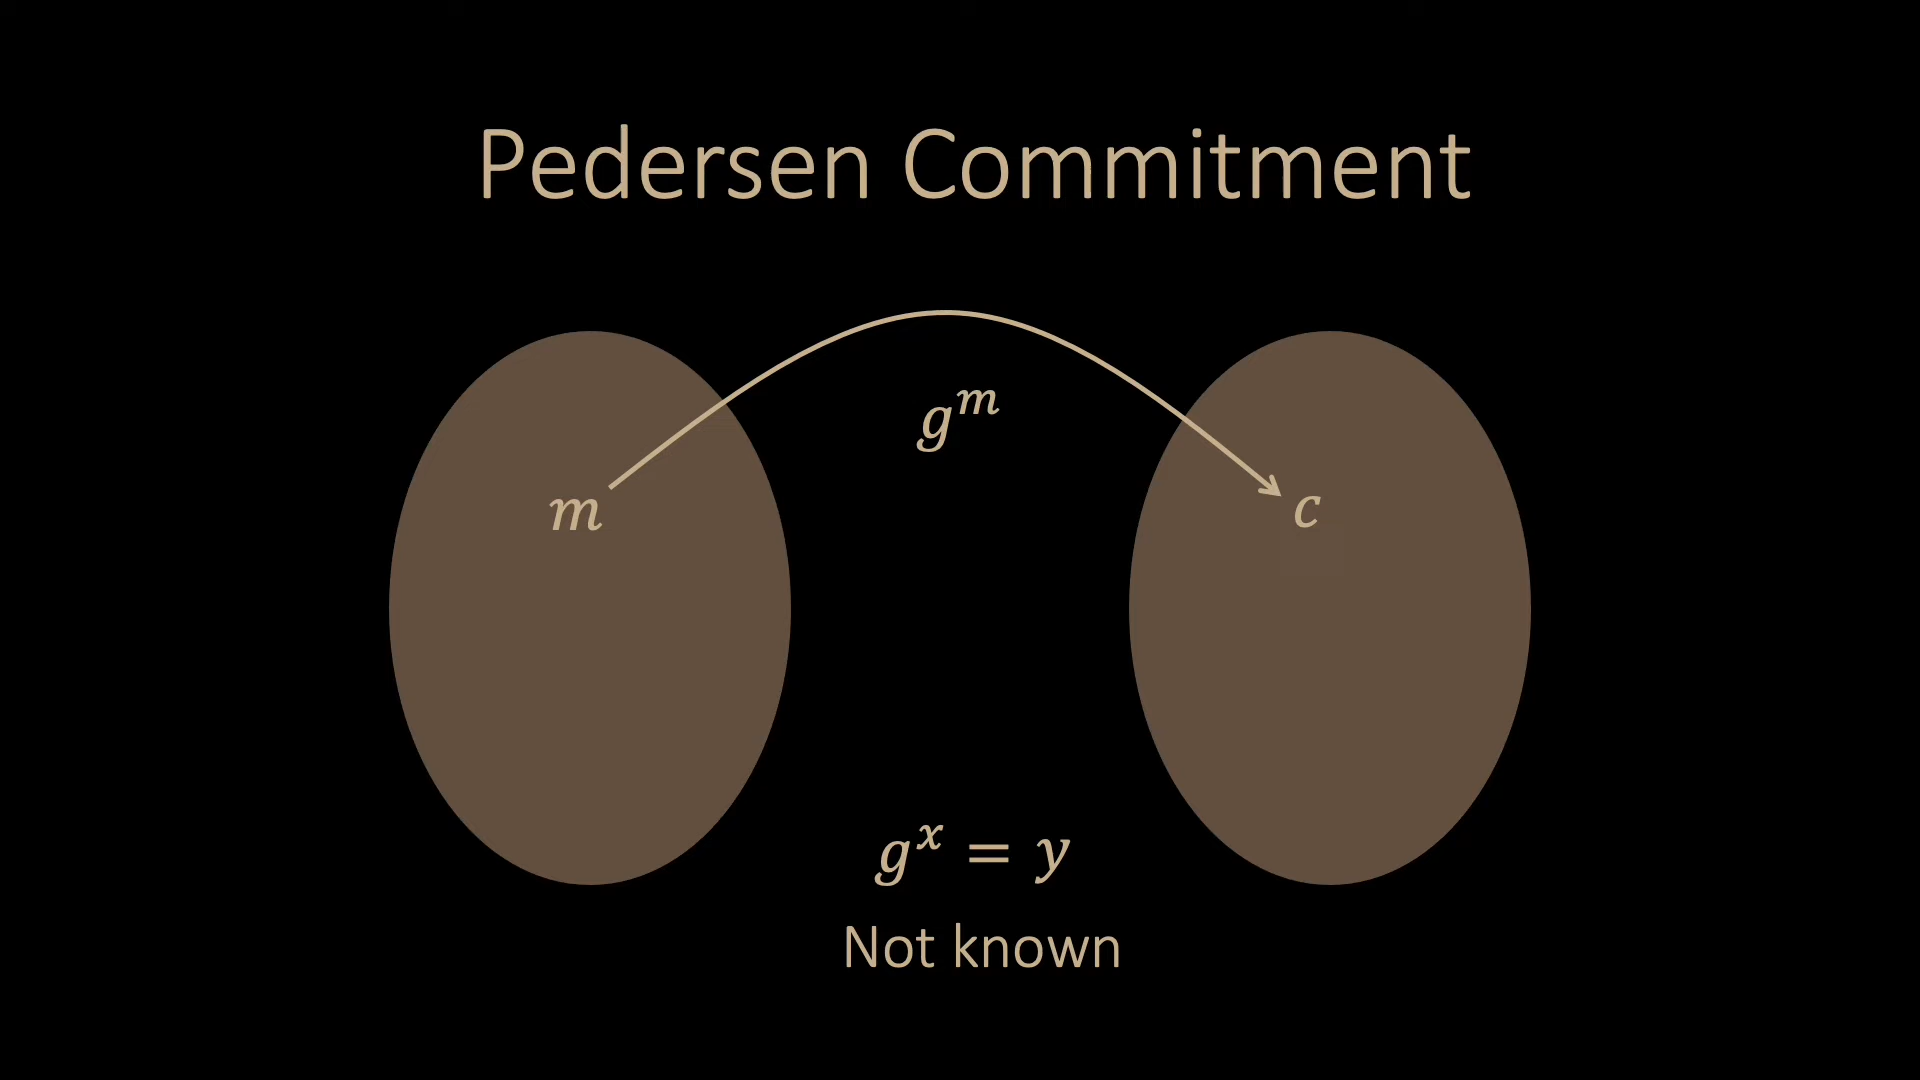 Pedersen Commitment
g^m
m
c
g^x = y
Not known